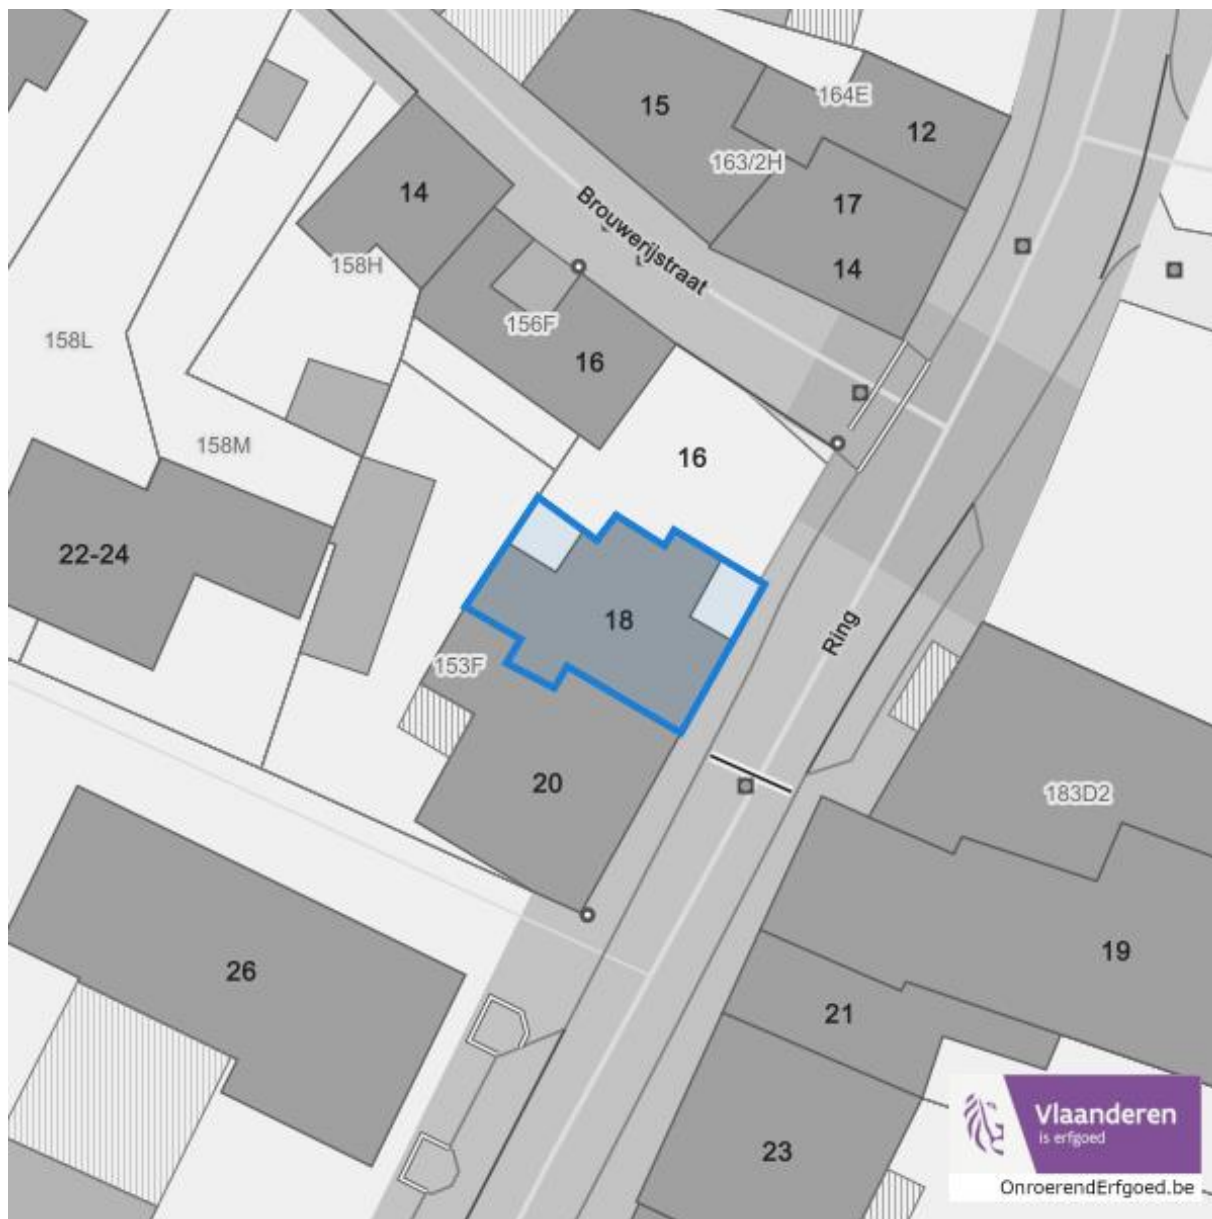 15
164E
12
163/2H
14
17
Brouwerijstraat
158H
14
156F
158L
16
158M
16
22-24
18
Ring
153F
20
183D2
19
26
21
23
Vlaanderen
is erfgoed
OnroerendErfgoed.be